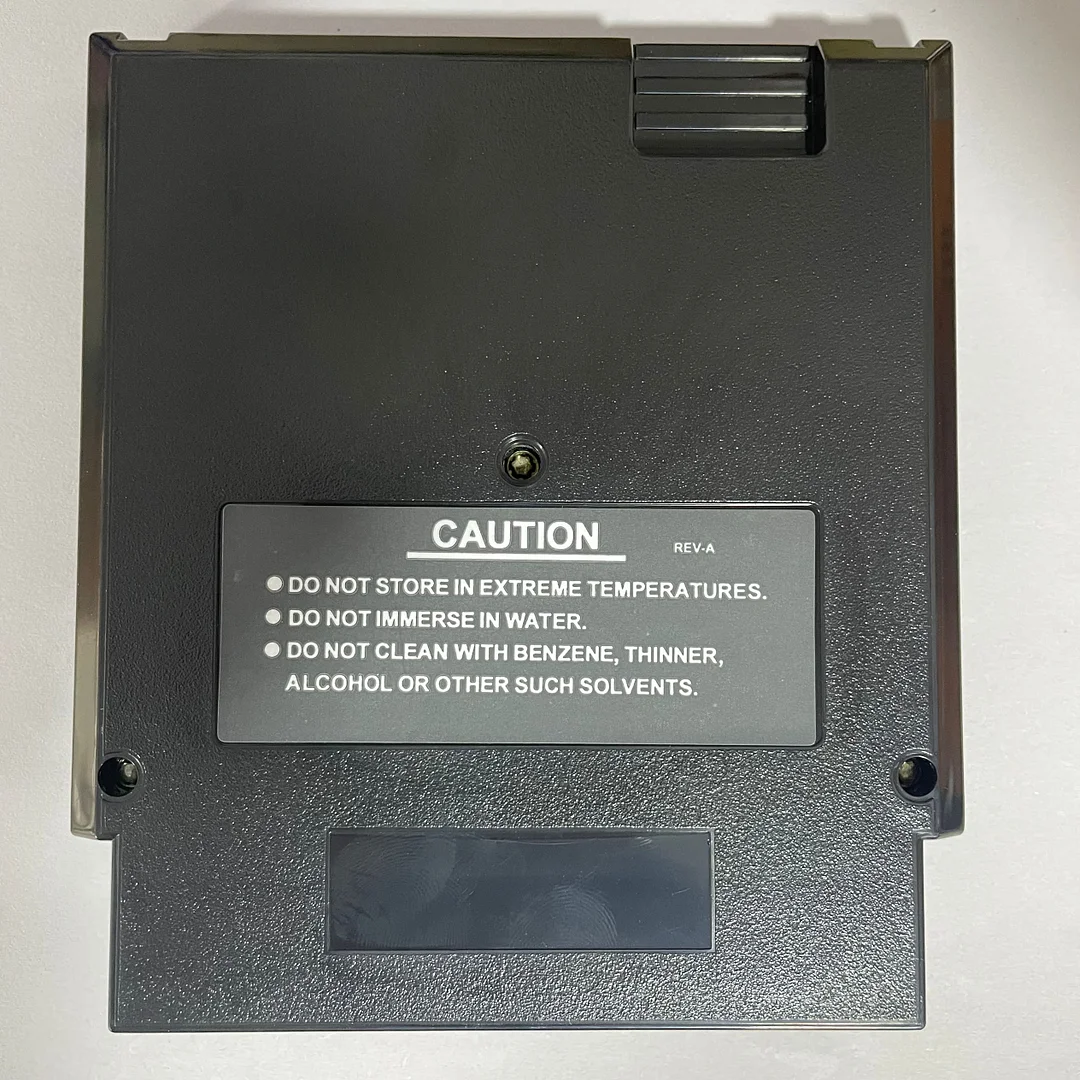 CAUTION
REV-A
● DO NOT STORE IN EXTREME TEMPERATURES.
● DO NOT IMMERSE IN WATER.
● DO NOT CLEAN WITH BENZENE, THINNER,
ALCOHOL OR OTHER SUCH SOLVENTS.